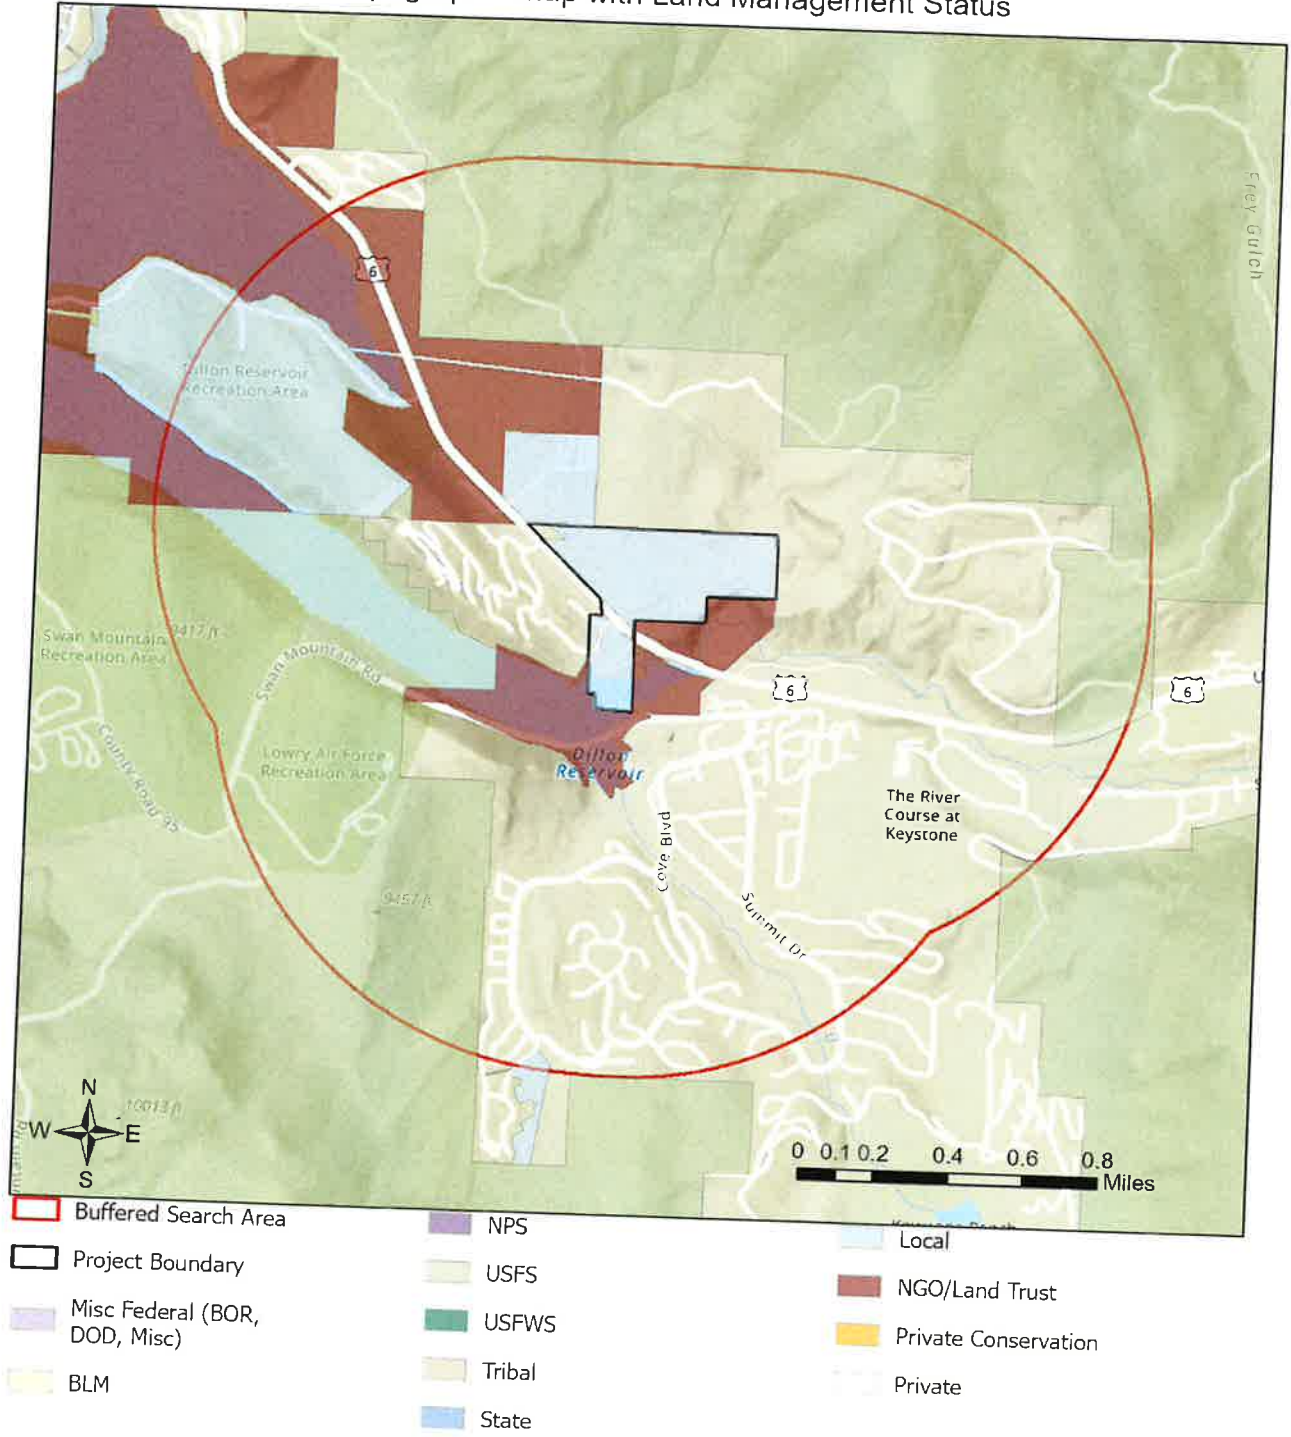 with Land Management Status
Frey Gulch
6
Dillon Reservoir
Recreation Area
Swan Mountain
Recreation Area
9417 ft
Swan Mountain Rd
6
6
County Road 95
Lowry Air Force
Recreation Area
Dillon
Reservoir
The River
Course at
Keystone
Cove Blvd
Summit Dr
9457 ft
10013 ft
N
W E
S
0 0.1 0.2 0.4 0.6 0.8
Miles
Buffered Search Area
Project Boundary
Misc Federal (BOR,
DOD, Misc)
BLM
NPS
USFS
USFWS
Tribal
State
Local
NGO/Land Trust
Private Conservation
Private